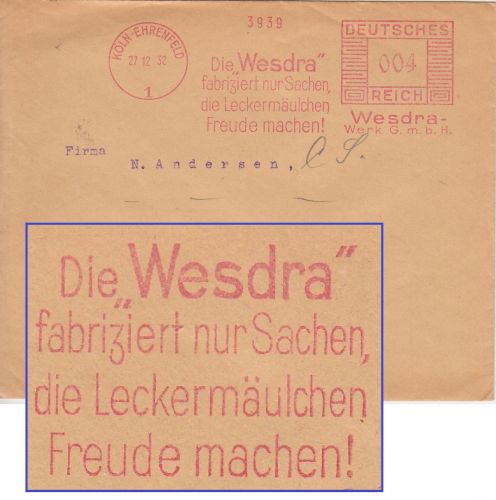 3939
KÖLN-EHRENFELD
27.12.32
1
Die „Wesdra"
fabriziert nur Sachen,
die Leckermäulchen
Freude machen!
DEUTSCHES
004
REICH
Wesdra-
Werk G.m.b.H.
Firma
N. Andersen,
Die „Wesdra"
fabriziert nur Sachen,
die Leckermäulchen
Freude machen!